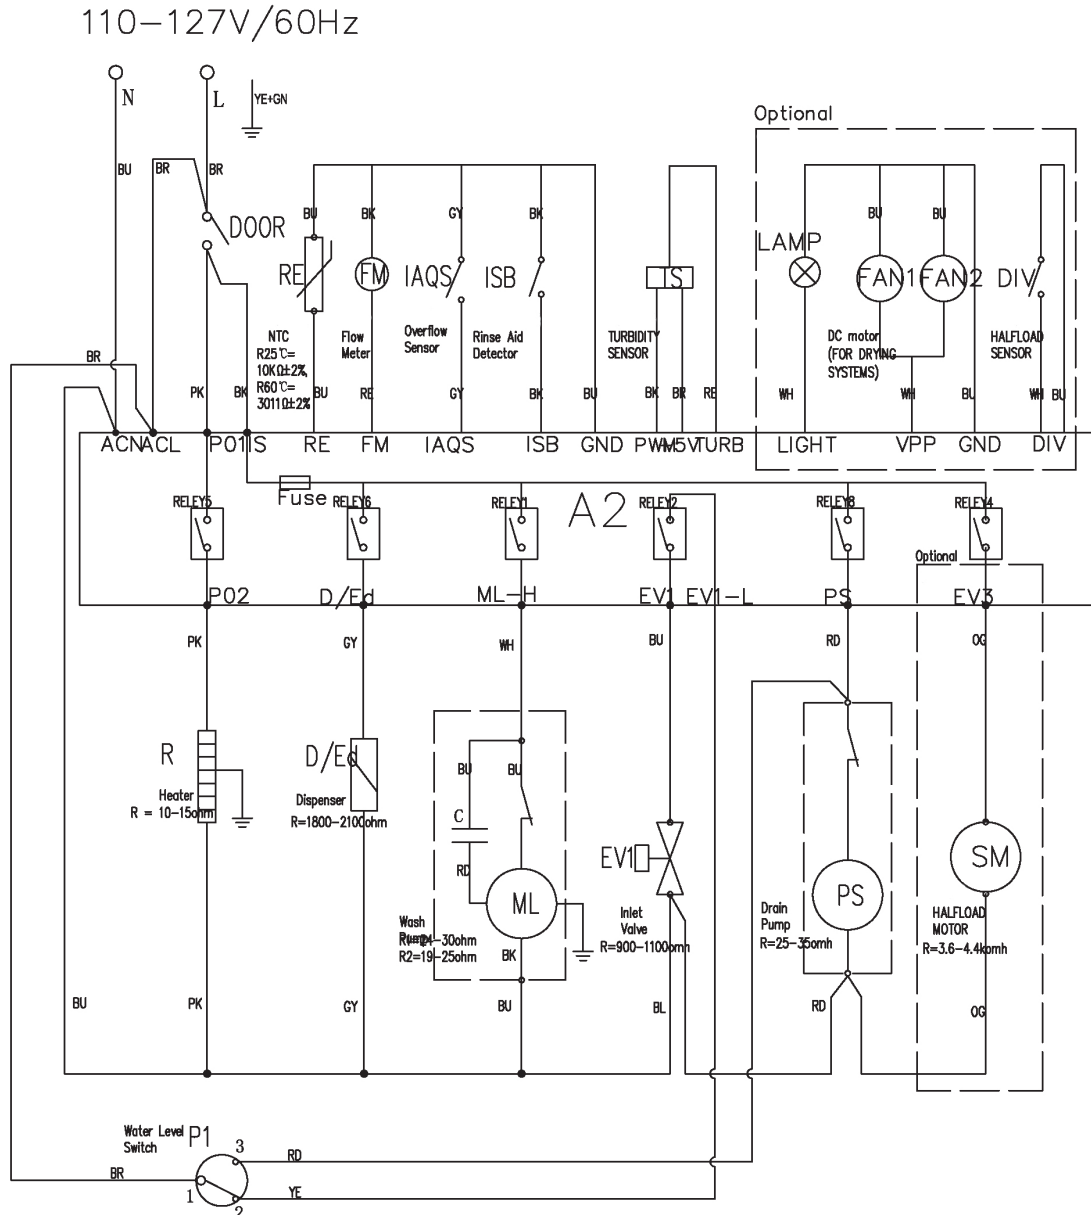 110-127V/60Hz
N
L
YE+GN
Optional
BU
BR
BR
BU
BK
GY
BK
BU
BU
DOOR
LAMP
RE
FM
IAQS
ISB
TS
FAN1
FAN2
DIV
NTC
R25℃=
10KΩ±2%,
R60℃=
3011Ω±2%
Flow
Meter
Overflow
Sensor
Rinse Aid
Detector
TURBIDITY
SENSOR
DC motor
(FOR DRYING
SYSTEMS)
HALFLOAD
SENSOR
BR
PK
BK
BU
RE
GY
BK
BU
BK
BR
RE
WH
WH
BU
WH
BU
ACN
ACL
P01
IS
RE
FM
IAQS
ISB
GND
PWM
+5V
TURB
LIGHT
VPP
GND
DIV
Fuse
A2
RELEY5
RELEY6
RELEY1
RELEY2
RELEY8
RELEY4
Optional
P02
D/Ed
ML-H
EV1
EV1-L
PS
EV3
PK
GY
WH
BU
RD
OG
R
Heater
R = 10-15ohm
D/Ed
Dispenser
R=1800-2100ohm
BU
BU
C
RD
ML
Wash
R2=19-25ohm
BK
EV1
Inlet
Valve
R=900-1100omh
PS
Drain
Pump
R=25-35omh
SM
HALFLOAD
MOTOR
R=3.6-4.4komh
BU
PK
GY
BU
BL
RD
OG
Water Level
Switch
P1
3
RD
BR
1
2
YE